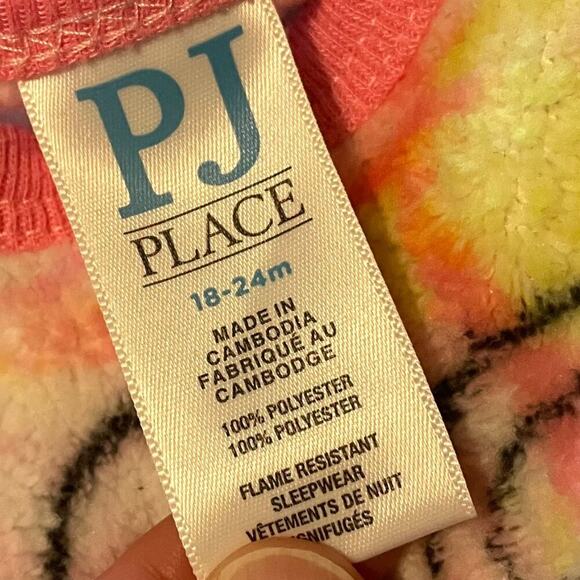 PJ
PLACE
18-24m
MADE IN
CAMBODIA
FABRIQUÉ AU
CAMBODGE
100% POLYESTER
100% POLYESTER
FLAME RESISTANT
SLEEPWEAR
VÊTEMENTS DE NUIT